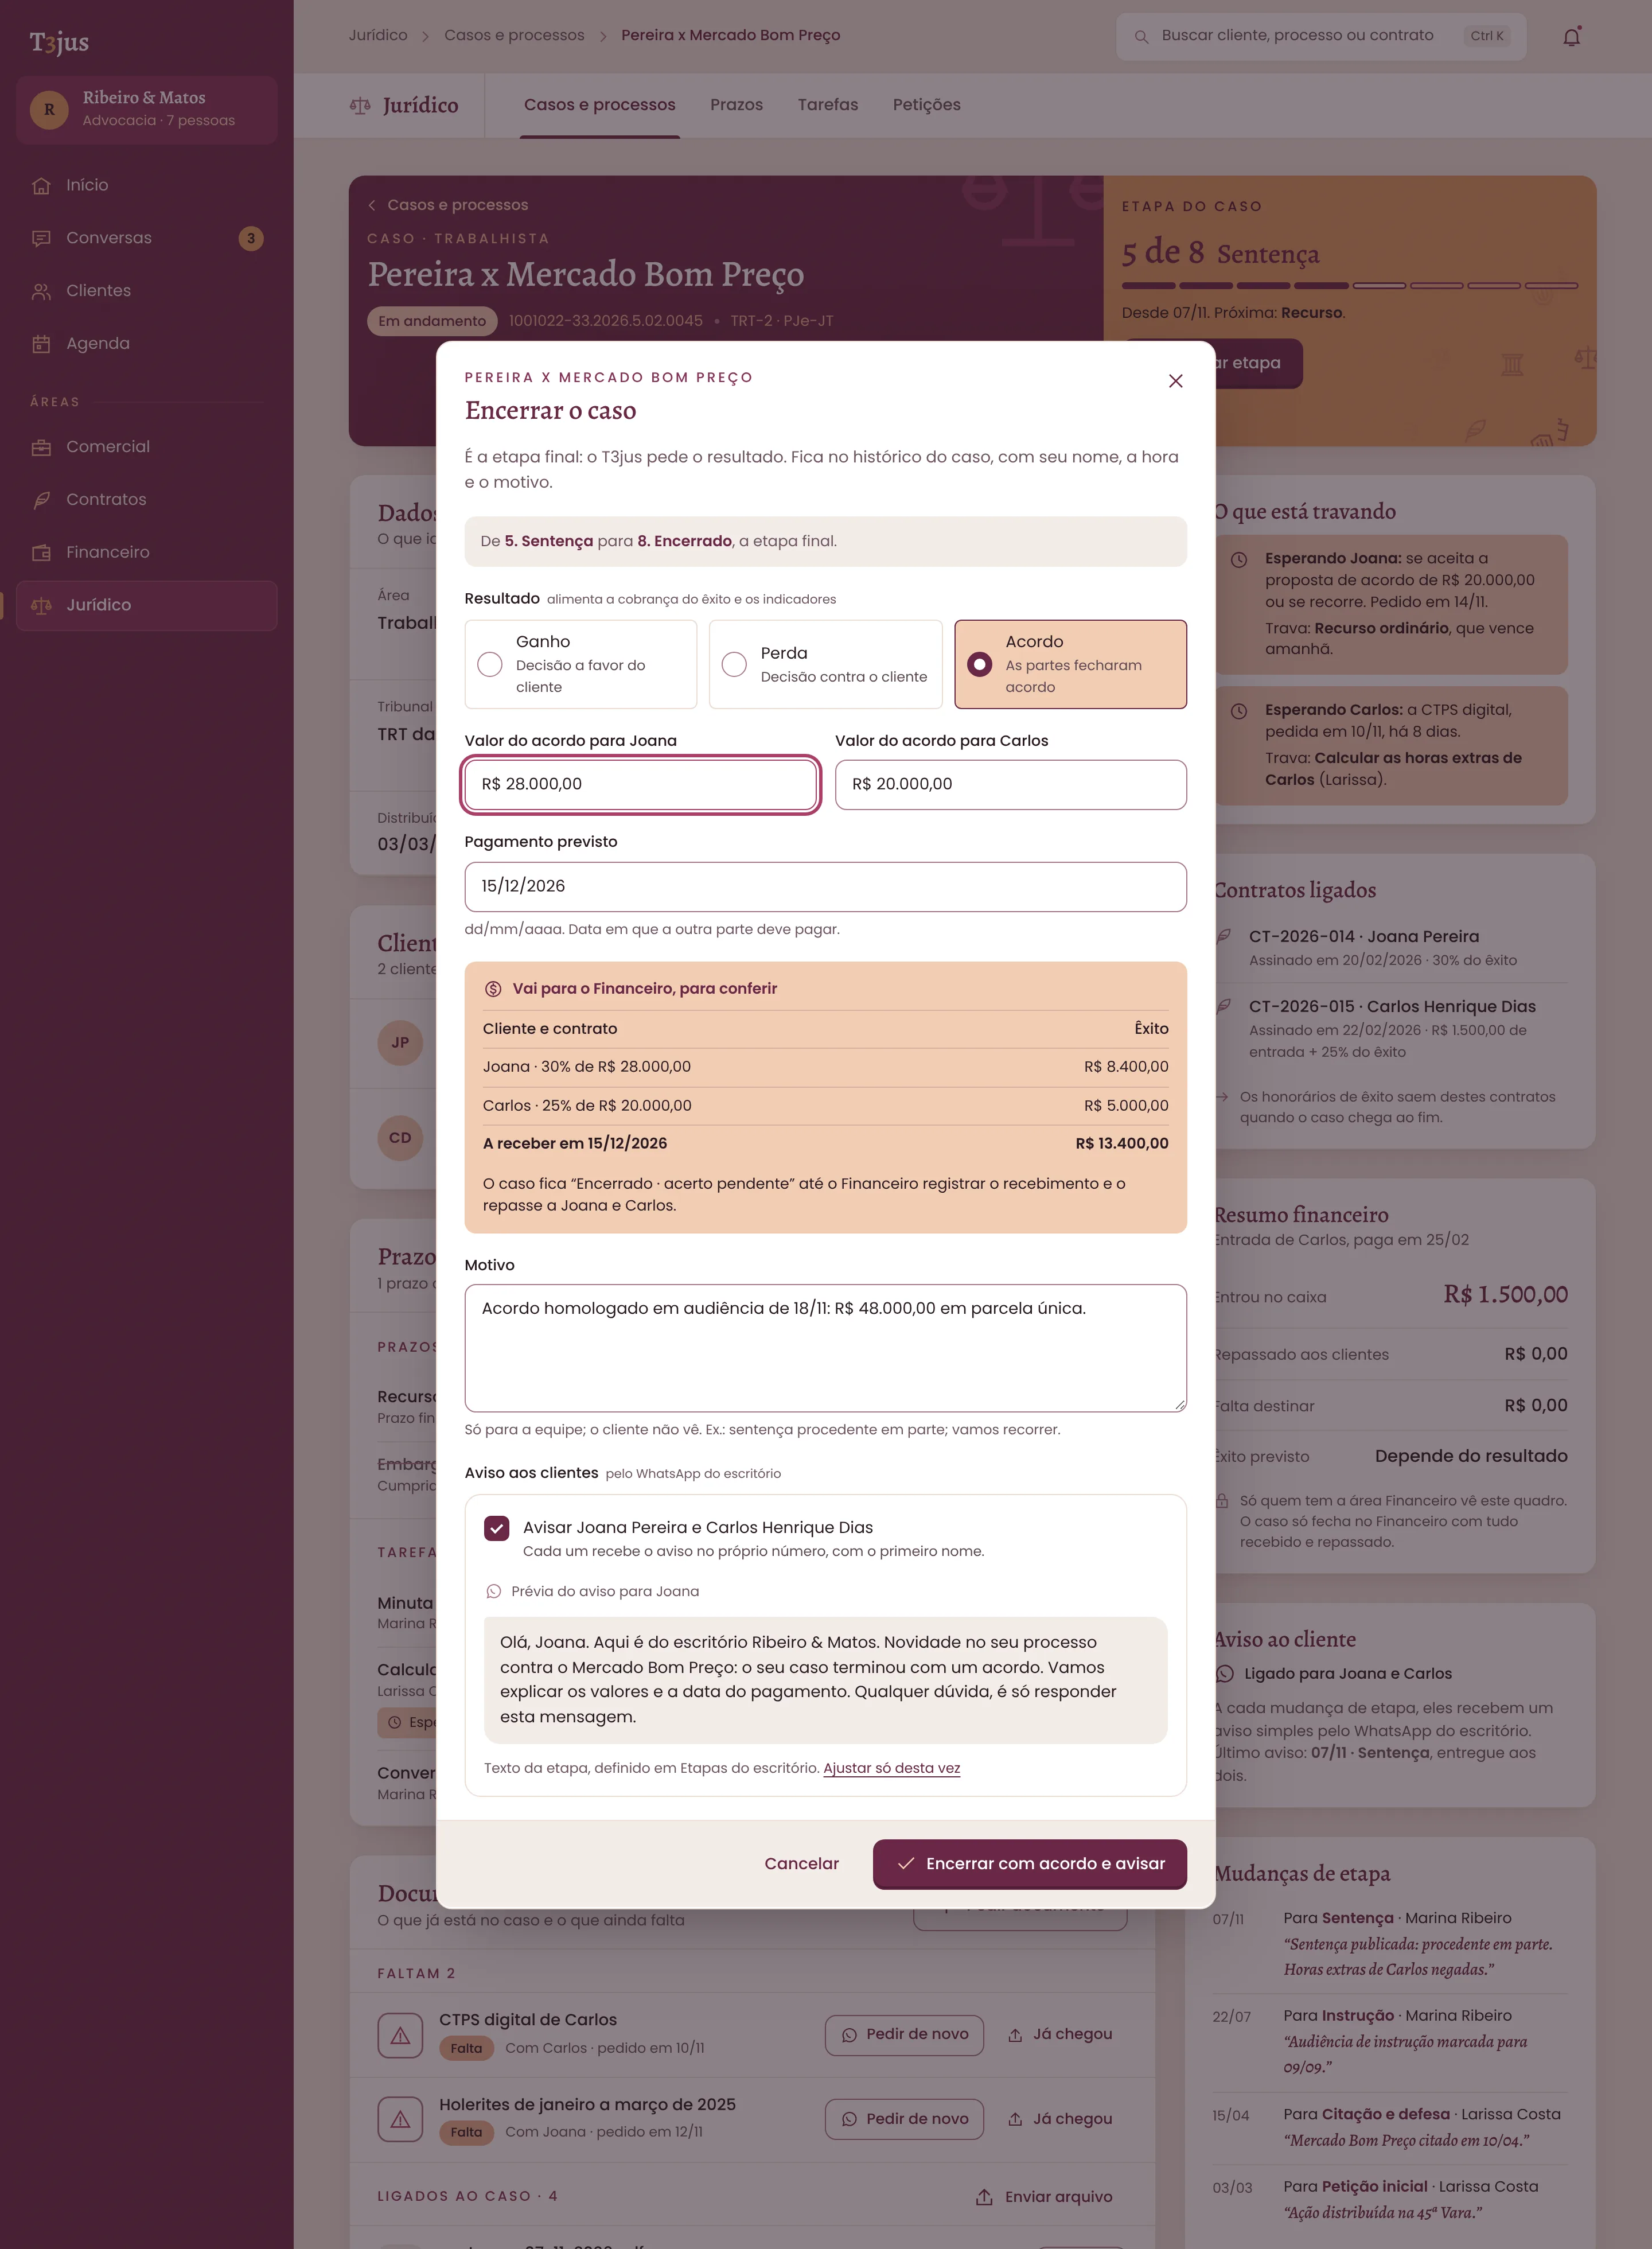 T3jus
R
Ribeiro & Matos
Advocacia · 7 pessoas
Início
Conversas
3
Clientes
Agenda
ÁREAS
Comercial
Contratos
Financeiro
Jurídico
Jurídico
Casos e processos
Pereira x Mercado Bom Preço
Buscar cliente, processo ou contrato
Ctrl K
Jurídico
Casos e processos
Prazos
Tarefas
Petições
Casos e processos
CASO · TRABALHISTA
Pereira x Mercado Bom Preço
Em andamento
1001022-33.2026.5.02.0045 • TRT-2 · PJe-JT
ETAPA DO CASO
5 de 8 Sentença
Desde 07/11. Próxima: Recurso.
ar etapa
PEREIRA X MERCADO BOM PREÇO
Encerrar o caso
É a etapa final: o T3jus pede o resultado. Fica no histórico do caso, com seu nome, a hora
e o motivo.
De 5. Sentença para 8. Encerrado, a etapa final.
Resultado alimenta a cobrança do êxito e os indicadores
Ganho
Decisão a favor do
cliente
Perda
Decisão contra o cliente
Acordo
As partes fecharam
acordo
Valor do acordo para Joana
R$ 28.000,00
Valor do acordo para Carlos
R$ 20.000,00
Pagamento previsto
15/12/2026
dd/mm/aaaa. Data em que a outra parte deve pagar.
Vai para o Financeiro, para conferir
Cliente e contrato
Êxito
Joana · 30% de R$ 28.000,00
R$ 8.400,00
Carlos · 25% de R$ 20.000,00
R$ 5.000,00
A receber em 15/12/2026
R$ 13.400,00
O caso fica “Encerrado · acerto pendente” até o Financeiro registrar o recebimento e o
repasse a Joana e Carlos.
Motivo
Acordo homologado em audiência de 18/11: R$ 48.000,00 em parcela única.
Só para a equipe; o cliente não vê. Ex.: sentença procedente em parte; vamos recorrer.
Aviso aos clientes pelo WhatsApp do escritório
Avisar Joana Pereira e Carlos Henrique Dias
Cada um recebe o aviso no próprio número, com o primeiro nome.
Prévia do aviso para Joana
Olá, Joana. Aqui é do escritório Ribeiro & Matos. Novidade no seu processo
contra o Mercado Bom Preço: o seu caso terminou com um acordo. Vamos
explicar os valores e a data do pagamento. Qualquer dúvida, é só responder
esta mensagem.
Texto da etapa, definido em Etapas do escritório. Ajustar só desta vez
Cancelar
Encerrar com acordo e avisar
Dados
O que
Área
Tribunal
TRT da
03/03/
2
JP
CD
1 prazo
Prazo
Minuta
Marina R
Larissa C
Marina R
O que já está no caso e o que ainda falta
FALTAM 2
CTPS digital de Carlos
Falta
Com Carlos · pedido em 10/11
Pedir de novo
Já chegou
Holerites de janeiro a março de 2025
Falta
Com Joana · pedido em 12/11
Pedir de novo
Já chegou
LIGADOS AO CASO · 4
Enviar arquivo
O que está travando
Esperando Joana: se aceita a
proposta de acordo de R$ 20.000,00
ou se recorre. Pedido em 14/11.
Trava: Recurso ordinário, que vence
amanhã.
Esperando Carlos: a CTPS digital,
pedida em 10/11, há 8 dias.
Trava: Calcular as horas extras de
Carlos (Larissa).
Contratos ligados
CT-2026-014 · Joana Pereira
Assinado em 20/02/2026 · 30% do êxito
CT-2026-015 · Carlos Henrique Dias
Assinado em 22/02/2026 · R$ 1.500,00 de
entrada + 25% do êxito
Os honorários de êxito saem destes contratos
quando o caso chega ao fim.
Resumo financeiro
Entrada de Carlos, paga em 25/02
Entrou no caixa
R$ 1.500,00
Repassado aos clientes
R$ 0,00
Falta destinar
R$ 0,00
Êxito previsto
Depende do resultado
Só quem tem a área Financeiro vê este quadro.
O caso só fecha no Financeiro com tudo
recebido e repassado.
Aviso ao cliente
Ligado para Joana e Carlos
A cada mudança de etapa, eles recebem um
aviso simples pelo WhatsApp do escritório.
Último aviso: 07/11 · Sentença, entregue aos
dois.
Mudanças de etapa
07/11
Para Sentença · Marina Ribeiro
“Sentença publicada: procedente em parte.
Horas extras de Carlos negadas.”
22/07
Para Instrução · Marina Ribeiro
“Audiência de instrução marcada para
09/09.”
15/04
Para Citação e defesa · Larissa Costa
“Mercado Bom Preço citado em 10/04.”
03/03
Para Petição inicial · Larissa Costa
“Ação distribuída na 45ª Vara.”